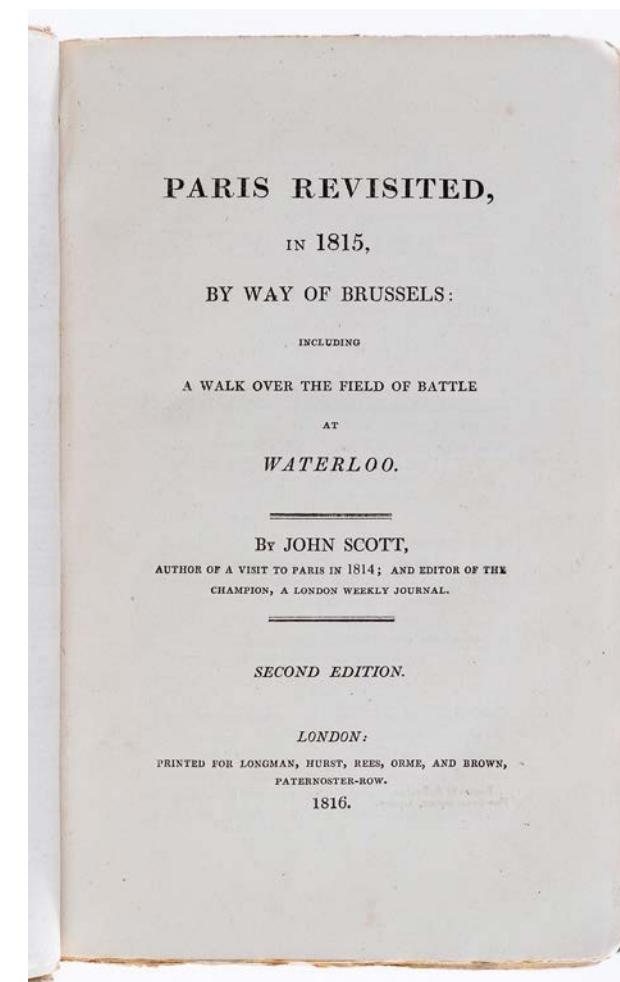 PARIS REVISITED,
IN 1815,
BY WAY OF BRUSSELS:
INCLUDING
A WALK OVER THE FIELD OF BATTLE
AT
WATERLOO.
By JOHN SCOTT,
AUTHOR OF A VISIT TO PARIS IN 1814; AND EDITOR OF THE
CHAMPION, A LONDON WEEKLY JOURNAL.
SECOND EDITION.
LONDON:
PRINTED FOR LONGMAN, HURST, REES, ORME, AND BROWN,
PATERNOSTER-ROW.
1816.